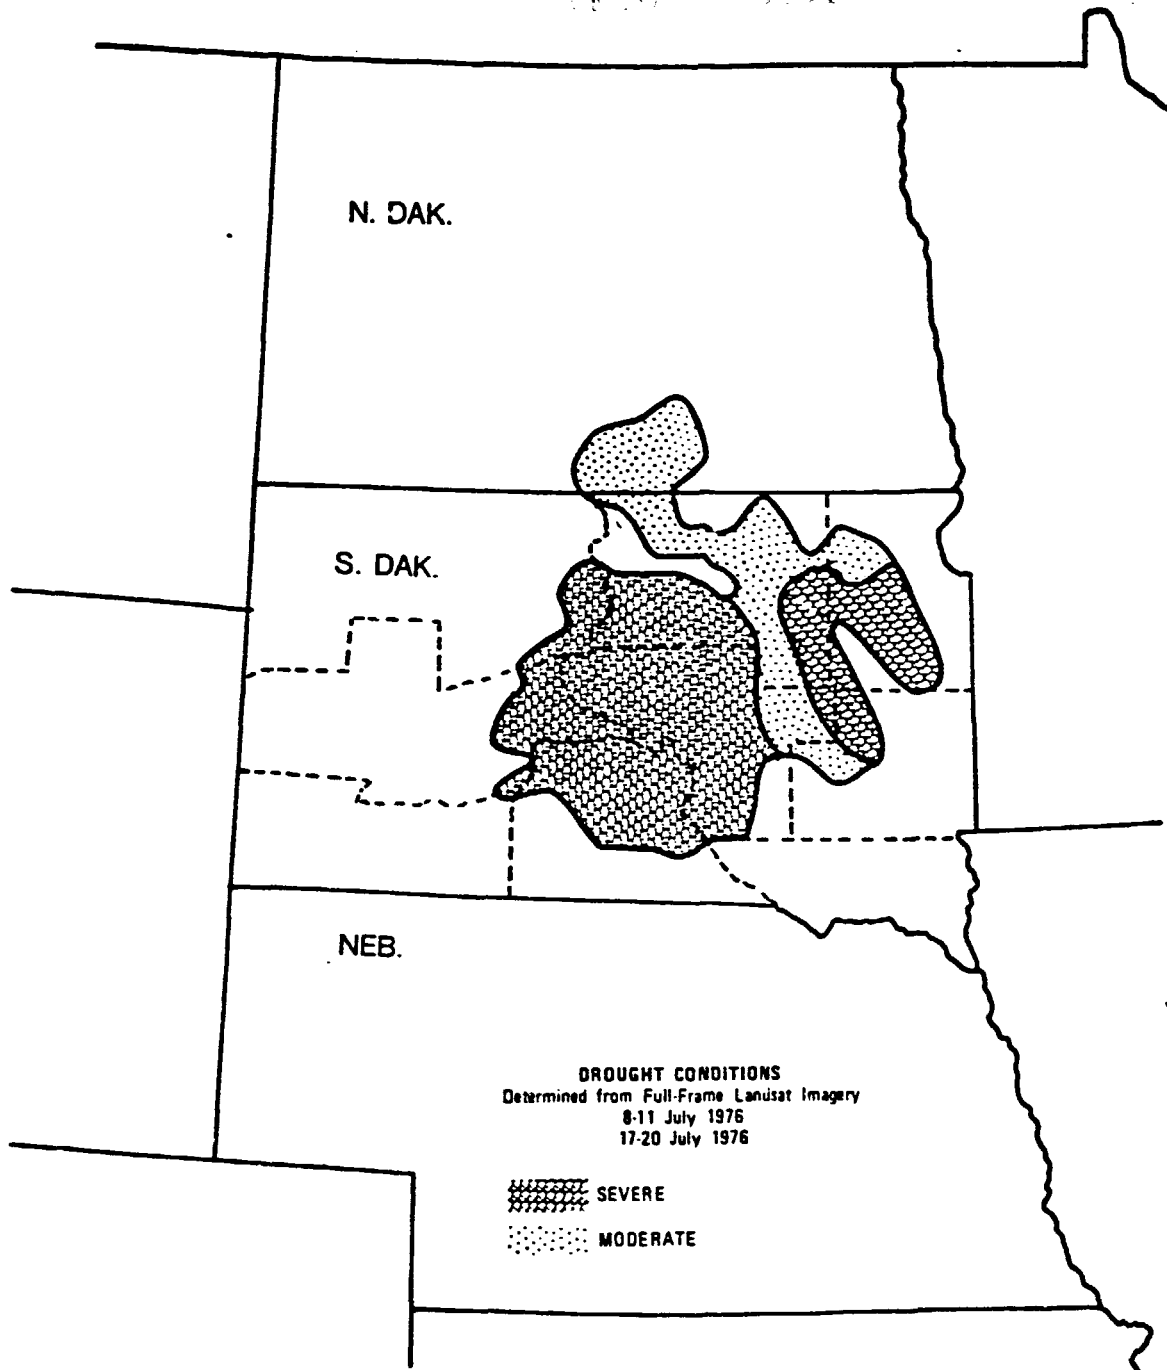 N. DAK.
S. DAK.
NEB.
DROUGHT CONDITIONS
Determined from Full-Frame Landsat Imagery
8-11 July 1976
17-20 July 1976
SEVERE
MODERATE